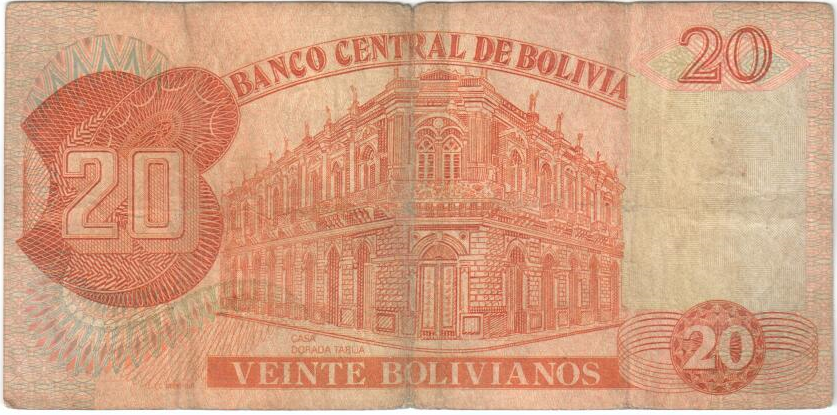 BANCO CENTRAL DE BOLIVIA
20
20
CASA
DORADA TARIJA
20
VEINTE BOLIVIANOS